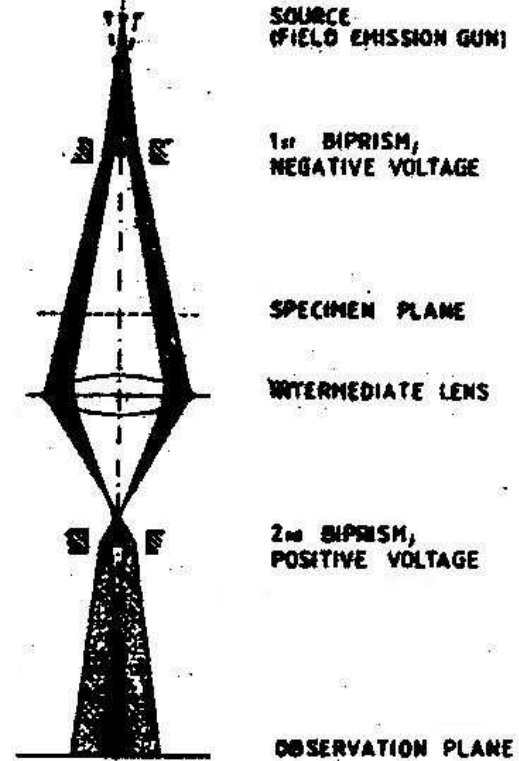 SOURCE
(FIELD EMISSION GUN)
1st BIPRISM,
NEGATIVE VOLTAGE
SPECIMEN PLANE
INTERMEDIATE LENS
2nd BIPRISM,
POSITIVE VOLTAGE
OBSERVATION PLANE